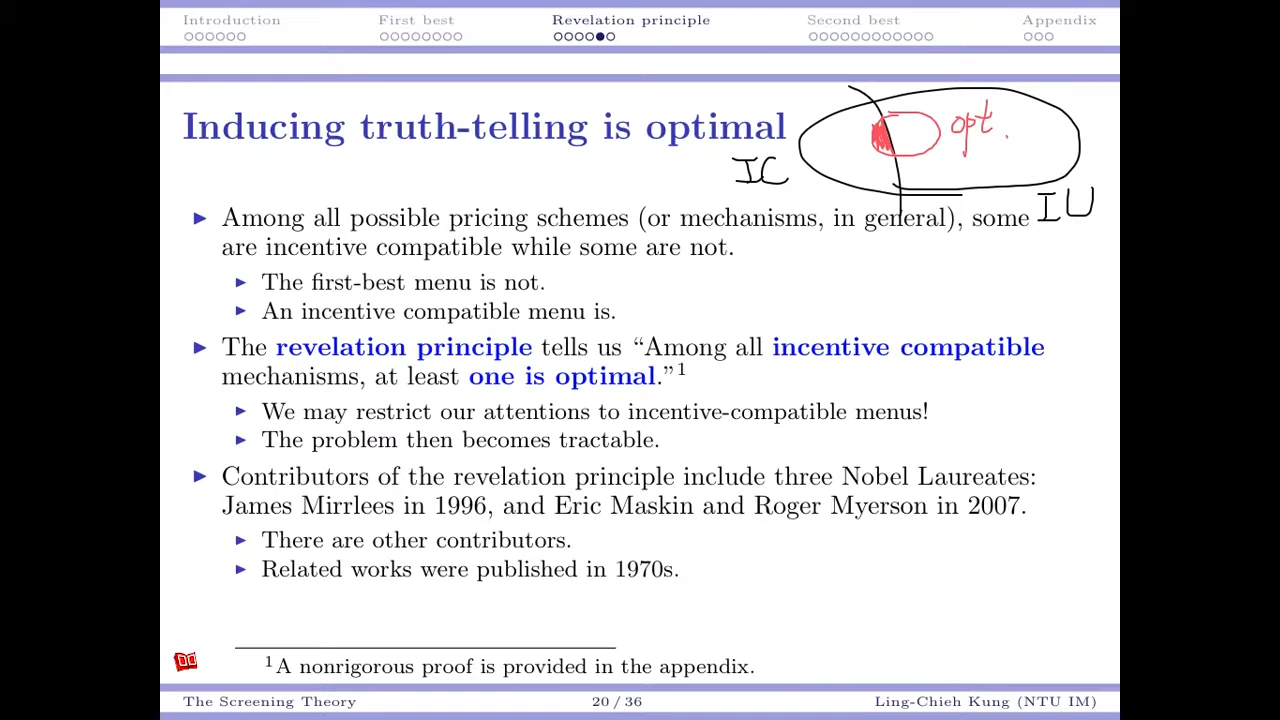 Introduction First best Revelation principle Second best Appendix
Inducing truth-telling is optimal
opt.
IC
IU
Among all possible pricing schemes (or mechanisms, in general), some
are incentive compatible while some are not.
The first-best menu is not.
An incentive compatible menu is.
The revelation principle tells us “Among all incentive compatible
mechanisms, at least one is optimal.”1
We may restrict our attentions to incentive-compatible menus!
The problem then becomes tractable.
Contributors of the revelation principle include three Nobel Laureates:
James Mirrlees in 1996, and Eric Maskin and Roger Myerson in 2007.
There are other contributors.
Related works were published in 1970s.
1A nonrigorous proof is provided in the appendix.
The Screening Theory 20 / 36 Ling-Chieh Kung (NTU IM)